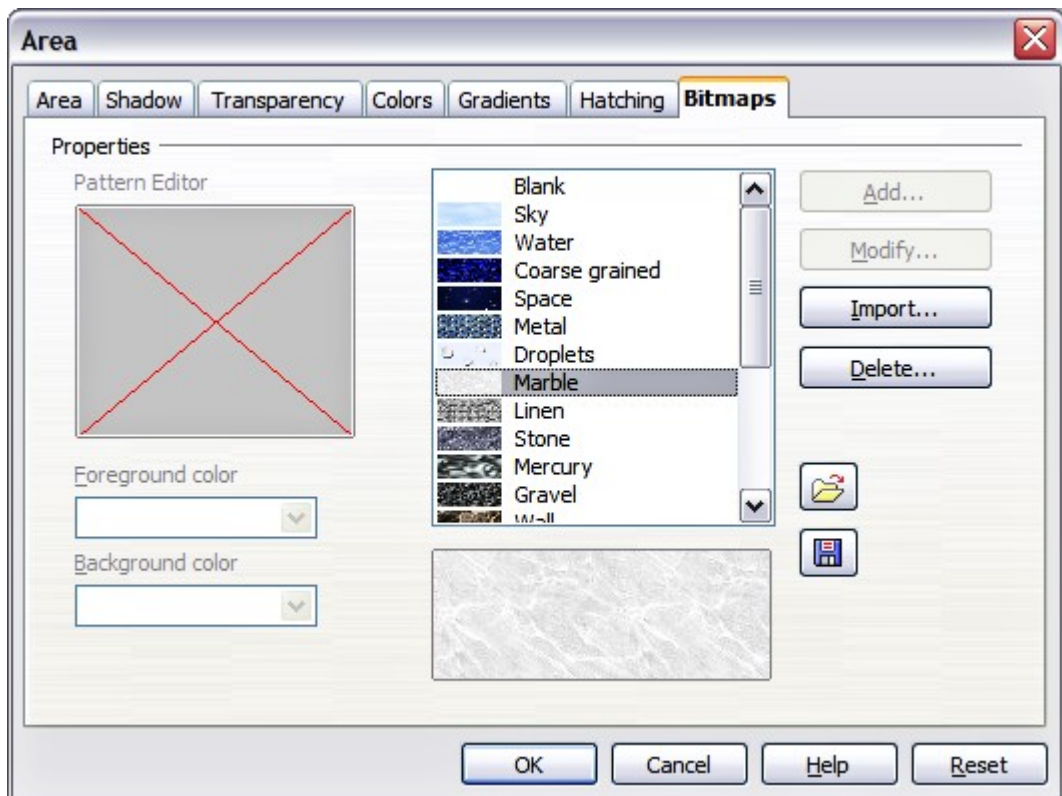 Area
Area Shadow Transparency Colors Gradients Hatching Bitmaps
Properties
Pattern Editor
Foreground color
Background color
Blank
Sky
Water
Coarse grained
Space
Metal
Droplets
Marble
Linen
Stone
Mercury
Gravel
Wall
Add...
Modify...
Import...
Delete...
OK Cancel Help Reset